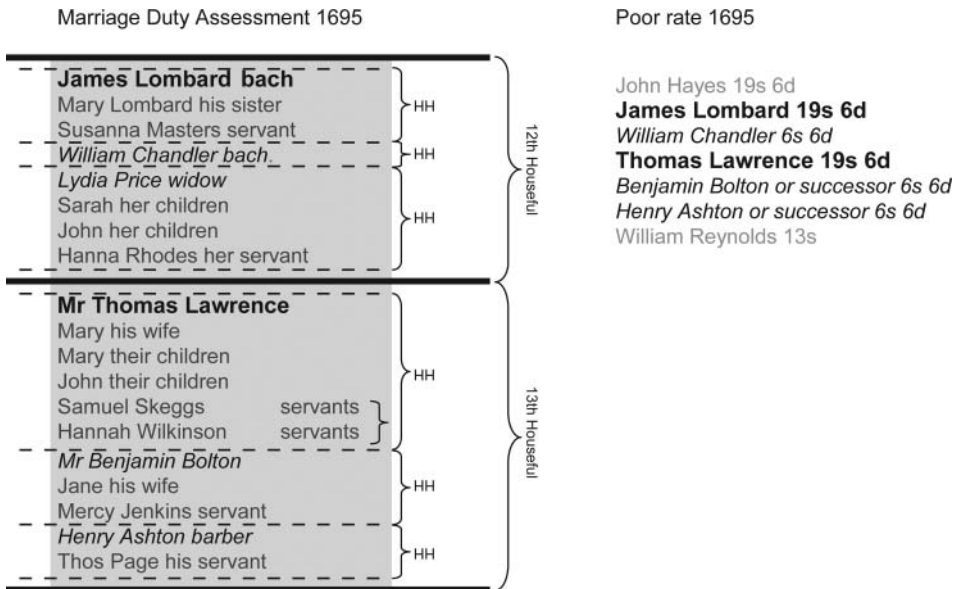 Marriage Duty Assessment 1695
James Lombard bach
Mary Lombard his sister
Susanna Masters servant
HH
William Chandler bach.
HH
Lydia Price widow
Sarah her children
John her children
Hanna Rhodes her servant
HH
12th Houseful
Mr Thomas Lawrence
Mary his wife
Mary their children
John their children
Samuel Skeggs servants
Hannah Wilkinson servants
HH
Mr Benjamin Bolton
Jane his wife
Mercy Jenkins servant
HH
Henry Ashton barber
Thos Page his servant
HH
13th Houseful
Poor rate 1695
John Hayes 19s 6d
James Lombard 19s 6d
William Chandler 6s 6d
Thomas Lawrence 19s 6d
Benjamin Bolton or successor 6s 6d
Henry Ashton or successor 6s 6d
William Reynolds 13s